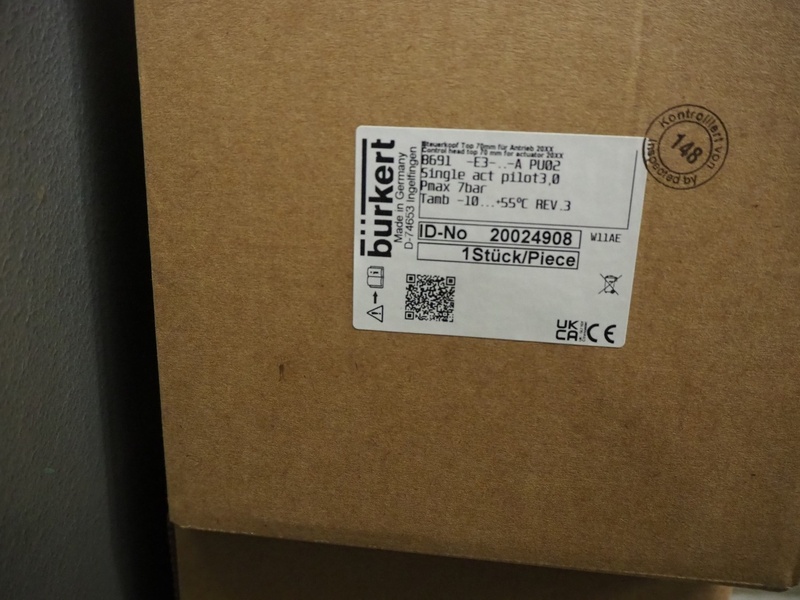 burkert
Made in Germany
D-74653 Ingelfingen
Steuerkopf Top 70mm für Antrieb 20XX
Control head top 70 mm for actuator 20XX
8691 -E3-..-A PU02
Single act pilot3,0
Pmax 7bar
Tamb -10...+55°C REV.3
ID-No 20024908
W11AE
1Stück/Piece
UK
CA
CE
Kontrolliert von
148
Inspected by